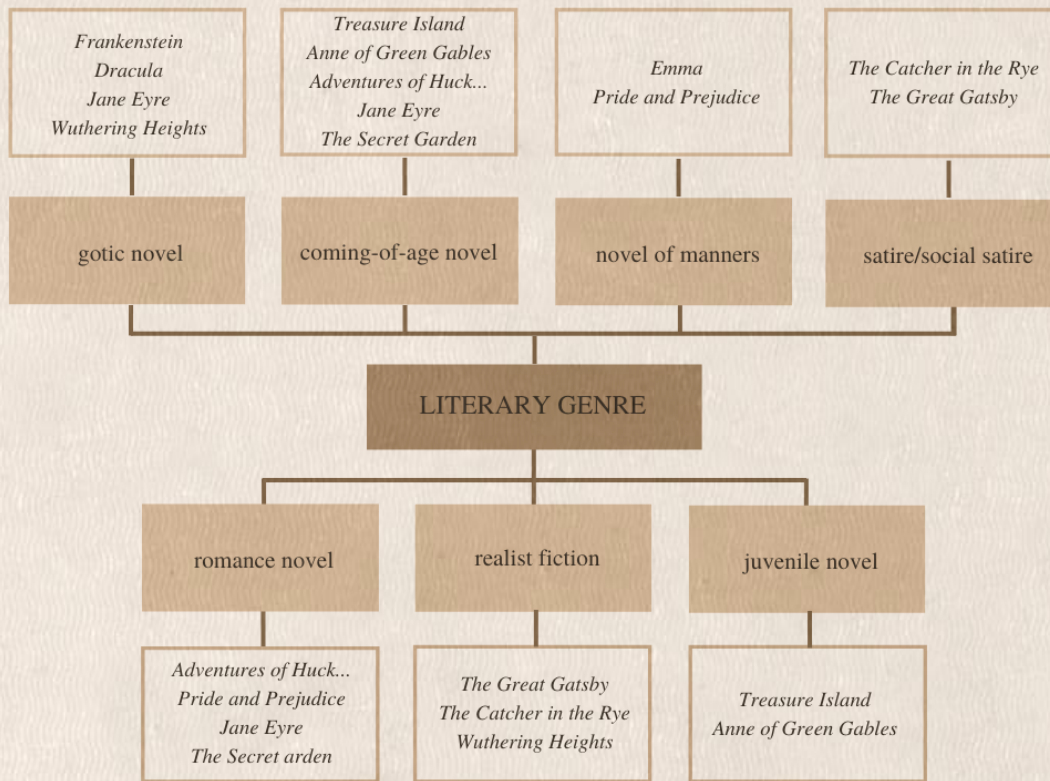 Frankenstein
Dracula
Jane Eyre
Wuthering Heights
Treasure Island
Anne of Green Gables
Adventures of Huck...
Jane Eyre
The Secret Garden
Emma
Pride and Prejudice
The Catcher in the Rye
The Great Gatsby
gotic novel
coming-of-age novel
novel of manners
satire/social satire
LITERARY GENRE
romance novel
realist fiction
juvenile novel
Adventures of Huck...
Pride and Prejudice
Jane Eyre
The Secret arden
The Great Gatsby
The Catcher in the Rye
Wuthering Heights
Treasure Island
Anne of Green Gables